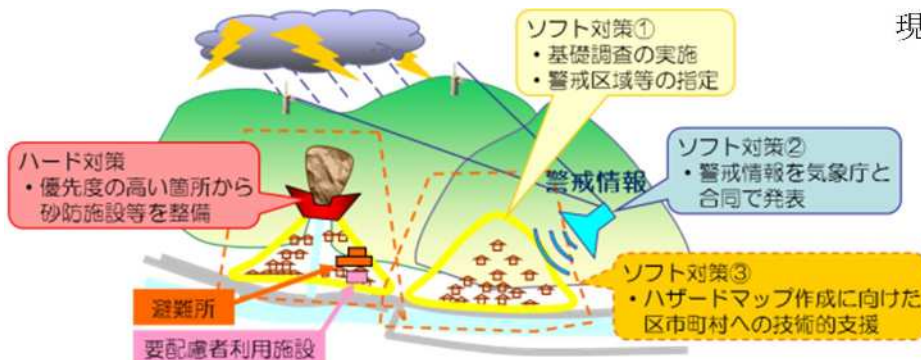 現
ソフト対策①
・基礎調査の実施
・警戒区域等の指定
ハード対策
・優先度の高い箇所から
砂防施設等を整備
警戒情報
ソフト対策②
・警戒情報を気象庁と
合同で発表
ソフト対策③
・ハザードマップ作成に向けた
区市町村への技術的支援
避難所
要配慮者利用施設